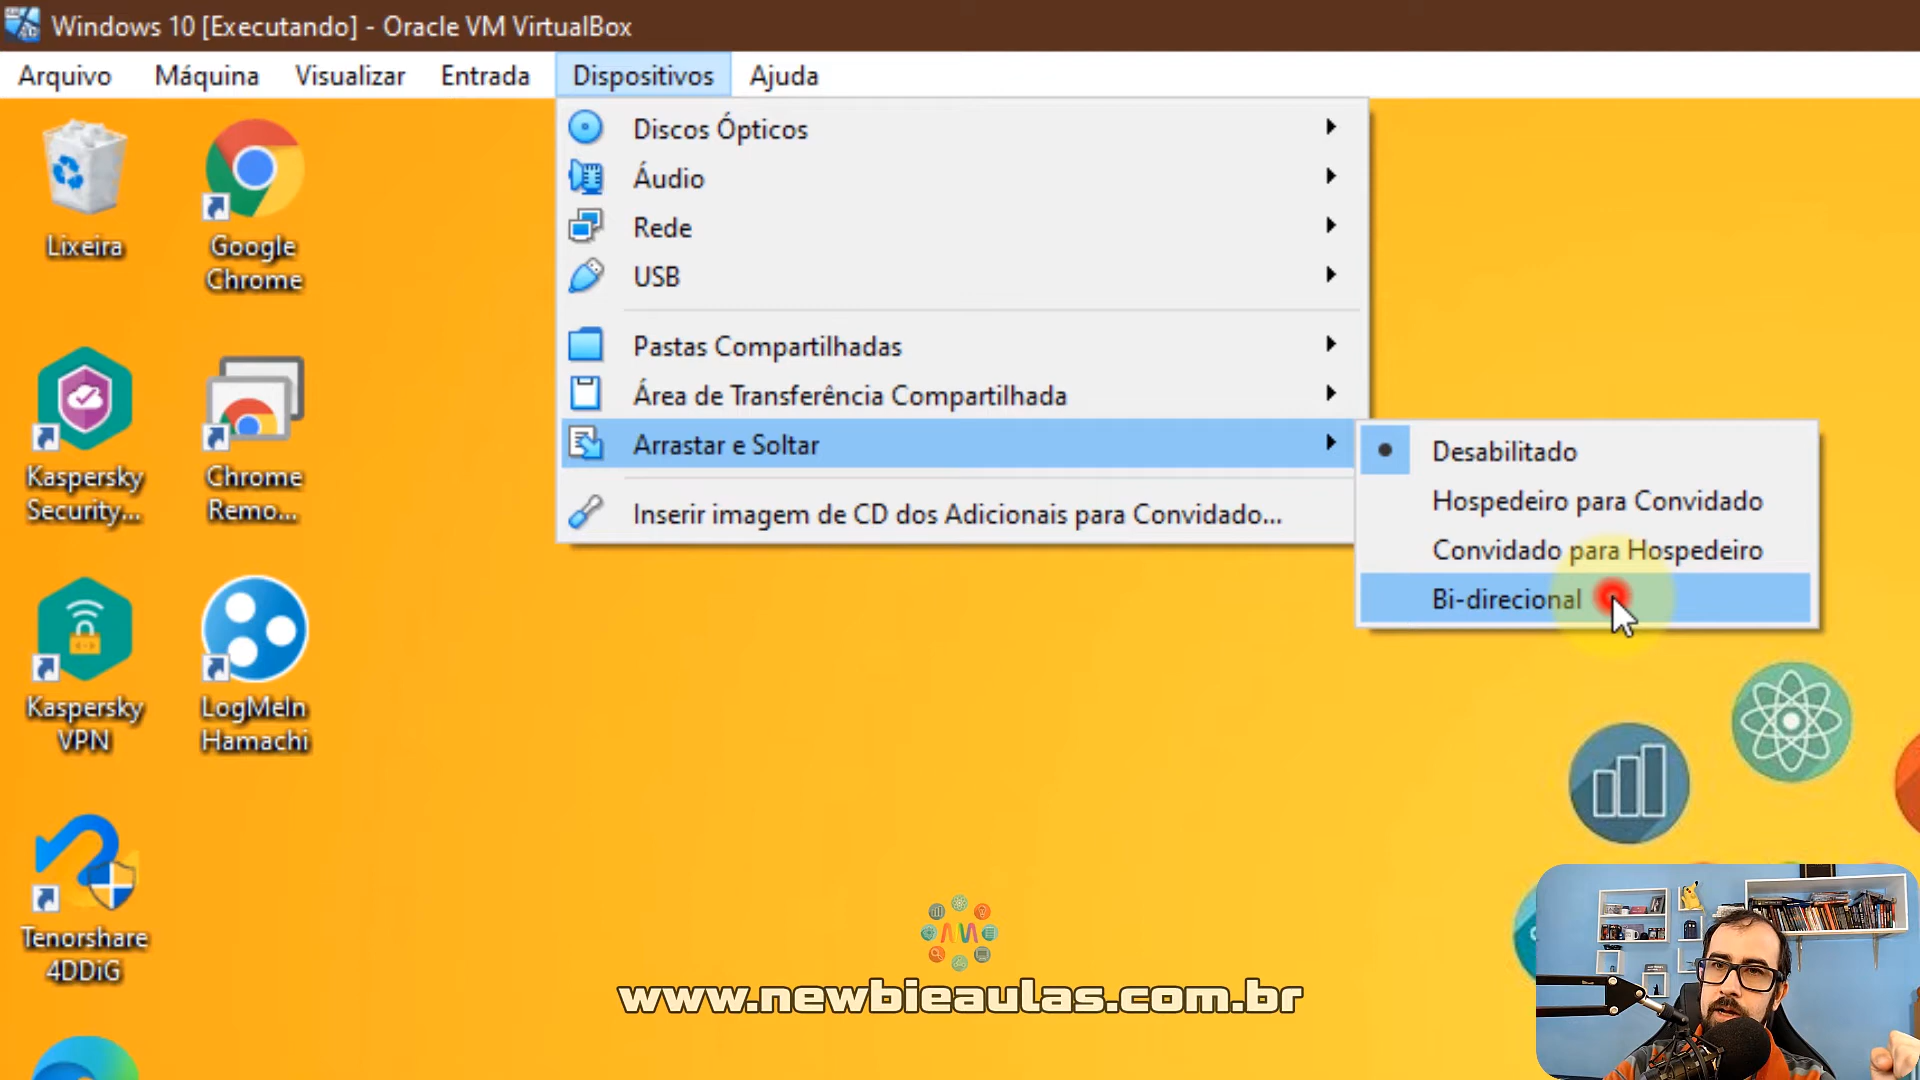 Windows 10 [Executando] - Oracle VM VirtualBox
Arquivo Máquina Visualizar Entrada Dispositivos Ajuda
Discos Ópticos
Áudio
Rede
USB
Pastas Compartilhadas
Área de Transferência Compartilhada
Arrastar e Soltar
Inserir imagem de CD dos Adicionais para Convidado...
Desabilitado
Hospedeiro para Convidado
Convidado para Hospedeiro
Bi-direcional
Lixeira
Google
Chrome
Kaspersky
Security...
Chrome
Remo...
Kaspersky
VPN
LogMeIn
Hamachi
Tenorshare
4DDiG
www.newbieaulas.com.br